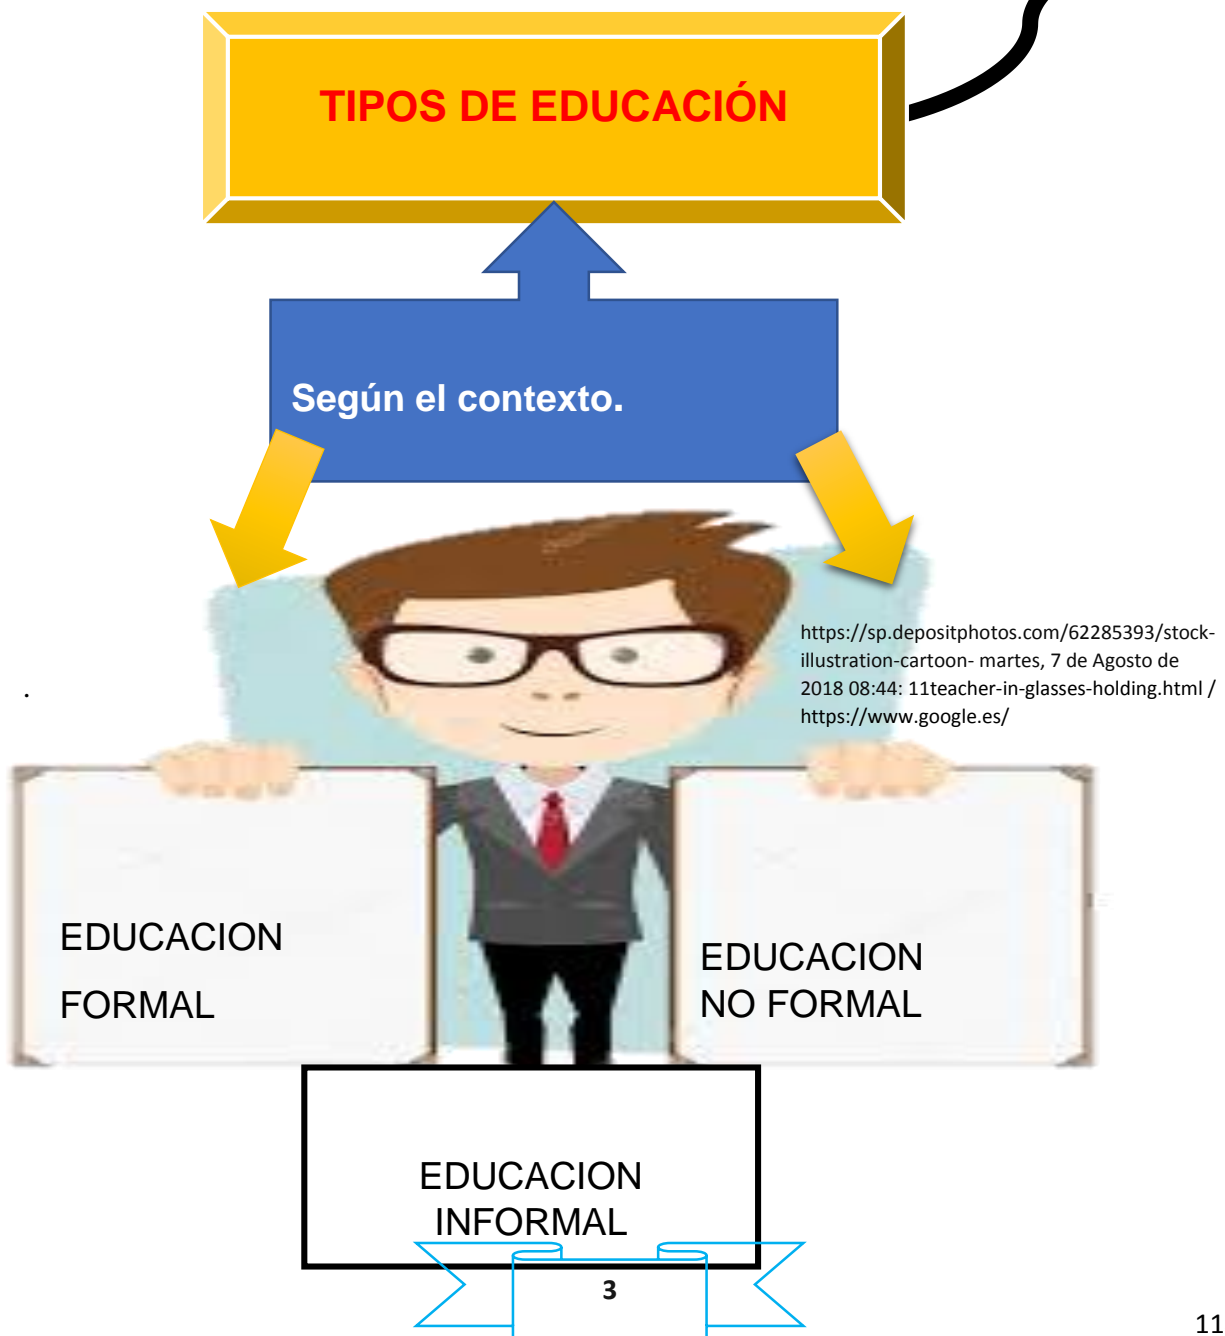 TIPOS DE EDUCACIÓN
Según el contexto.
https://sp.depositphotos.com/62285393/stock-
illustration-cartoon- martes, 7 de Agosto de
2018 08:44: 11teacher-in-glasses-holding.html /
https://www.google.es/
.
EDUCACION
FORMAL
EDUCACION
NO FORMAL
EDUCACION
INFORMAL
3
11